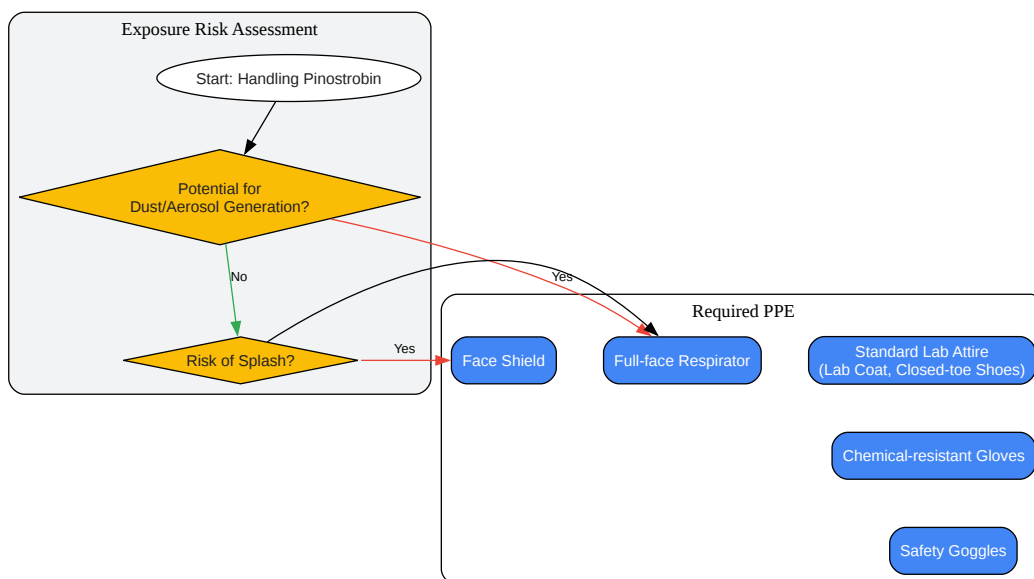 Exposure Risk Assessment
Start: Handling Pinostrobin
Potential for
Dust/Aerosol Generation?
No
Yes
Risk of Splash?
Yes
Required PPE
Face Shield
Full-face Respirator
Standard Lab Attire
(Lab Coat, Closed-toe Shoes)
Chemical-resistant Gloves
Safety Goggles